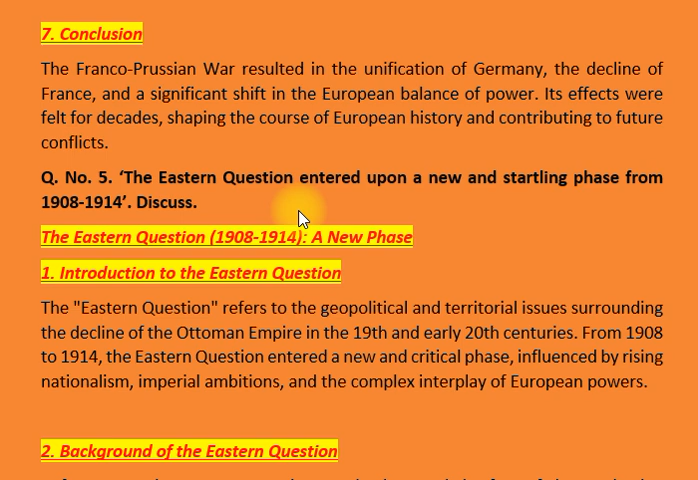 7. Conclusion
The Franco-Prussian War resulted in the unification of Germany, the decline of
France, and a significant shift in the European balance of power. Its effects were
felt for decades, shaping the course of European history and contributing to future
conflicts.
Q. No. 5. ‘The Eastern Question entered upon a new and startling phase from
1908-1914’. Discuss.
The Eastern Question (1908-1914): A New Phase
1. Introduction to the Eastern Question
The "Eastern Question" refers to the geopolitical and territorial issues surrounding
the decline of the Ottoman Empire in the 19th and early 20th centuries. From 1908
to 1914, the Eastern Question entered a new and critical phase, influenced by rising
nationalism, imperial ambitions, and the complex interplay of European powers.
2. Background of the Eastern Question